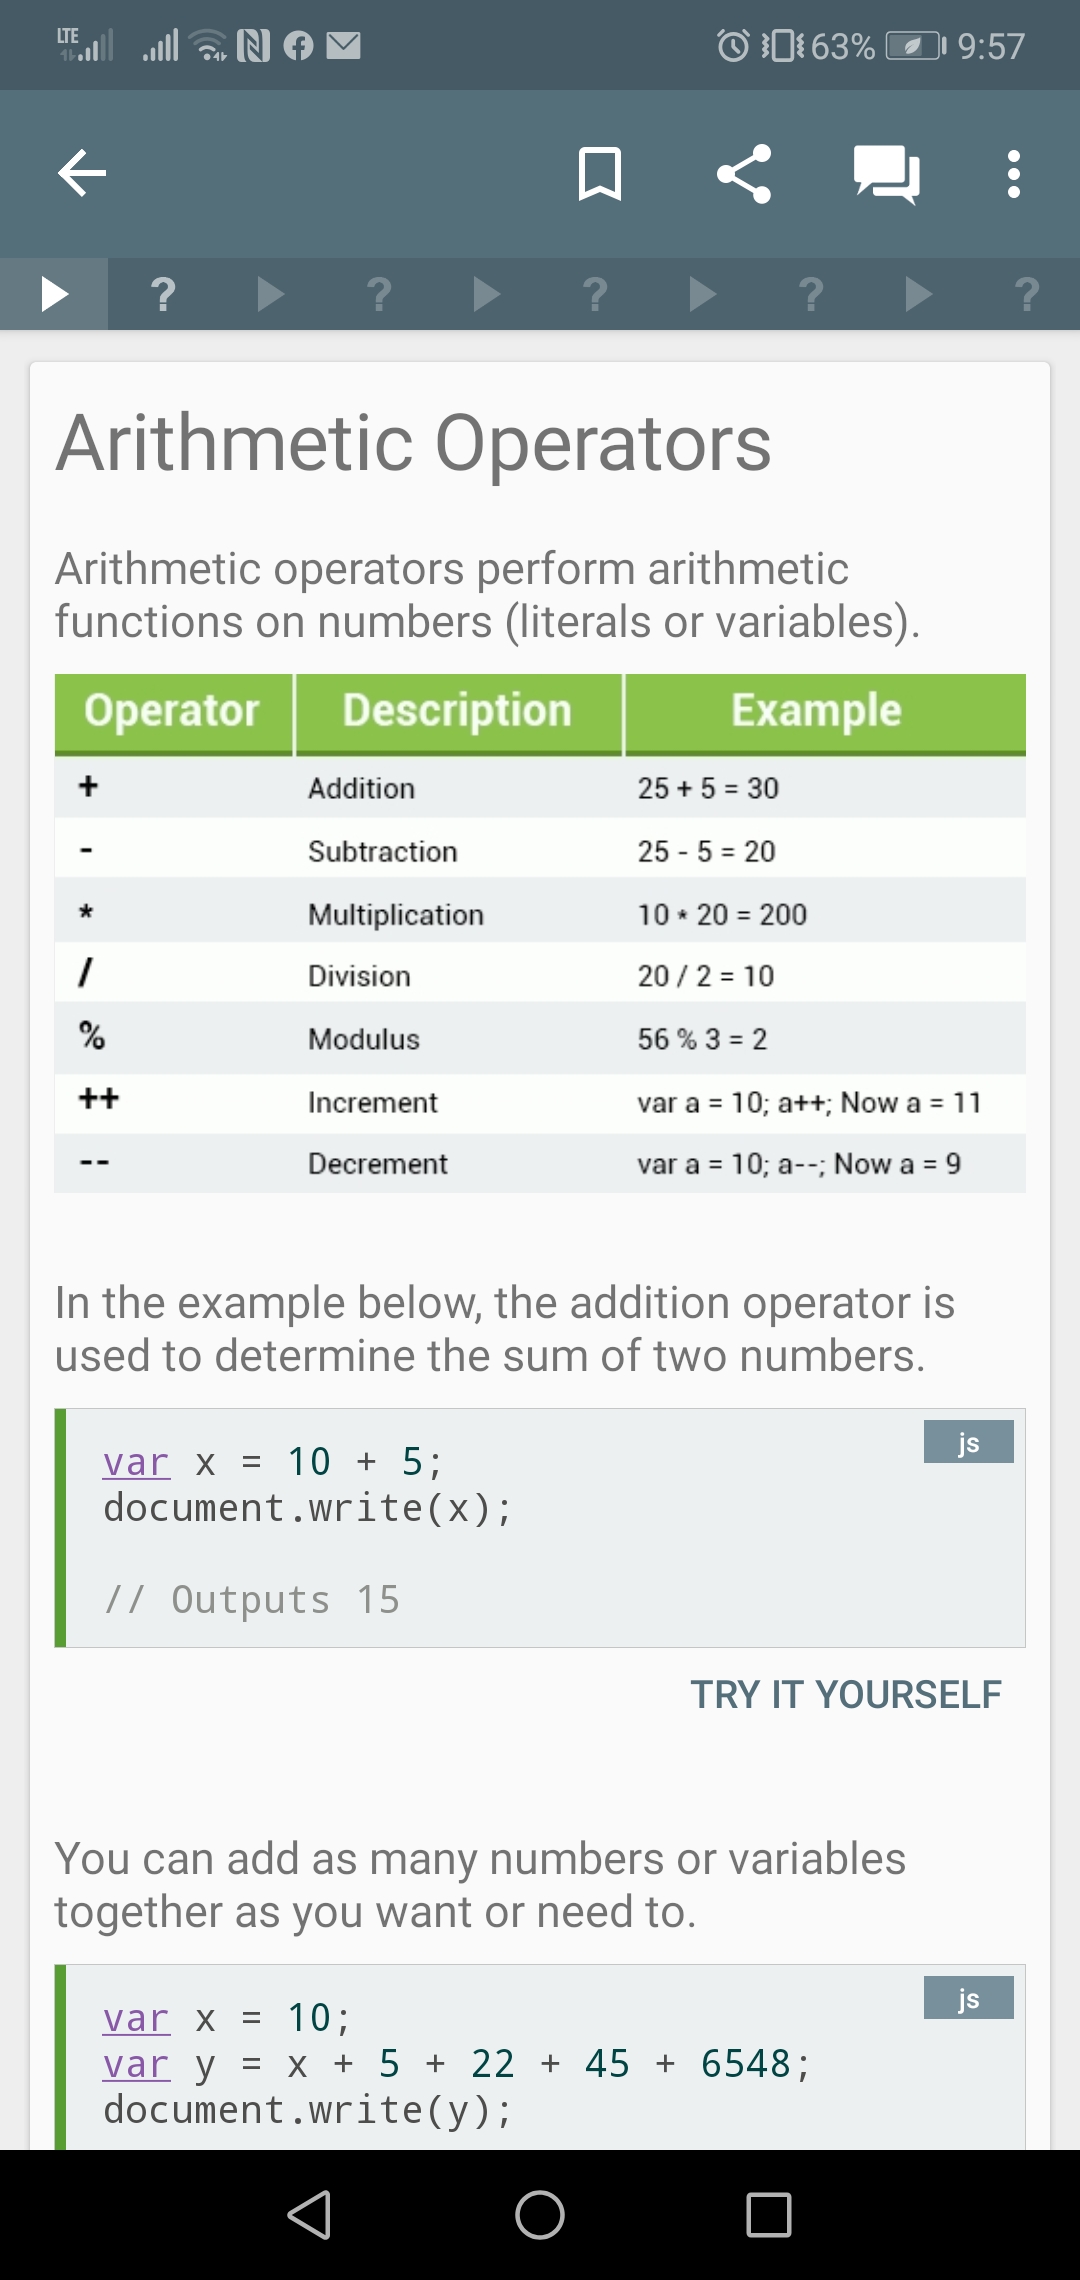 LTE 63% 9:57
? ? ? ? ?
Arithmetic Operators
Arithmetic operators perform arithmetic
functions on numbers (literals or variables).
Operator Description Example
+ Addition 25 + 5 = 30
- Subtraction 25 - 5 = 20
* Multiplication 10 * 20 = 200
/ Division 20 / 2 = 10
% Modulus 56 % 3 = 2
++ Increment var a = 10; a++; Now a = 11
-- Decrement var a = 10; a--; Now a = 9
In the example below, the addition operator is
used to determine the sum of two numbers.
js
var x = 10 + 5;
document.write(x);
// Outputs 15
TRY IT YOURSELF
You can add as many numbers or variables
together as you want or need to.
js
var x = 10;
var y = x + 5 + 22 + 45 + 6548;
document.write(y);